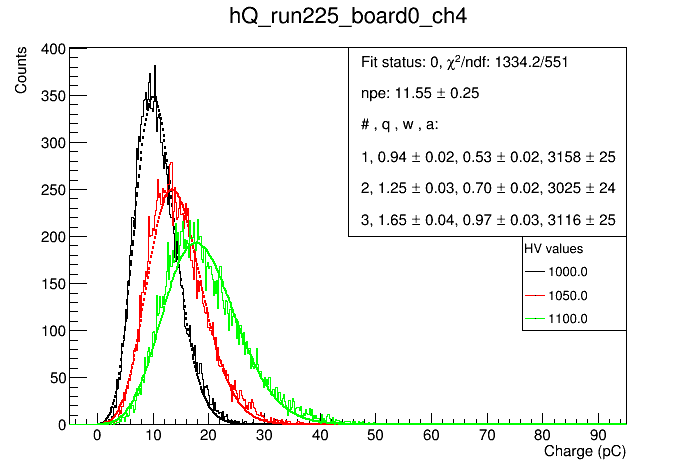 hQ_run225_board0_ch4
Counts
400
350
300
250
200
150
100
50
0
Fit status: 0, χ²/ndf: 1334.2/551
npe: 11.55 ± 0.25
# , q , w , a:
1, 0.94 ± 0.02, 0.53 ± 0.02, 3158 ± 25
2, 1.25 ± 0.03, 0.70 ± 0.02, 3025 ± 24
3, 1.65 ± 0.04, 0.97 ± 0.03, 3116 ± 25
HV values
1000.0
1050.0
1100.0
0 10 20 30 40 50 60 70 80 90
Charge (pC)